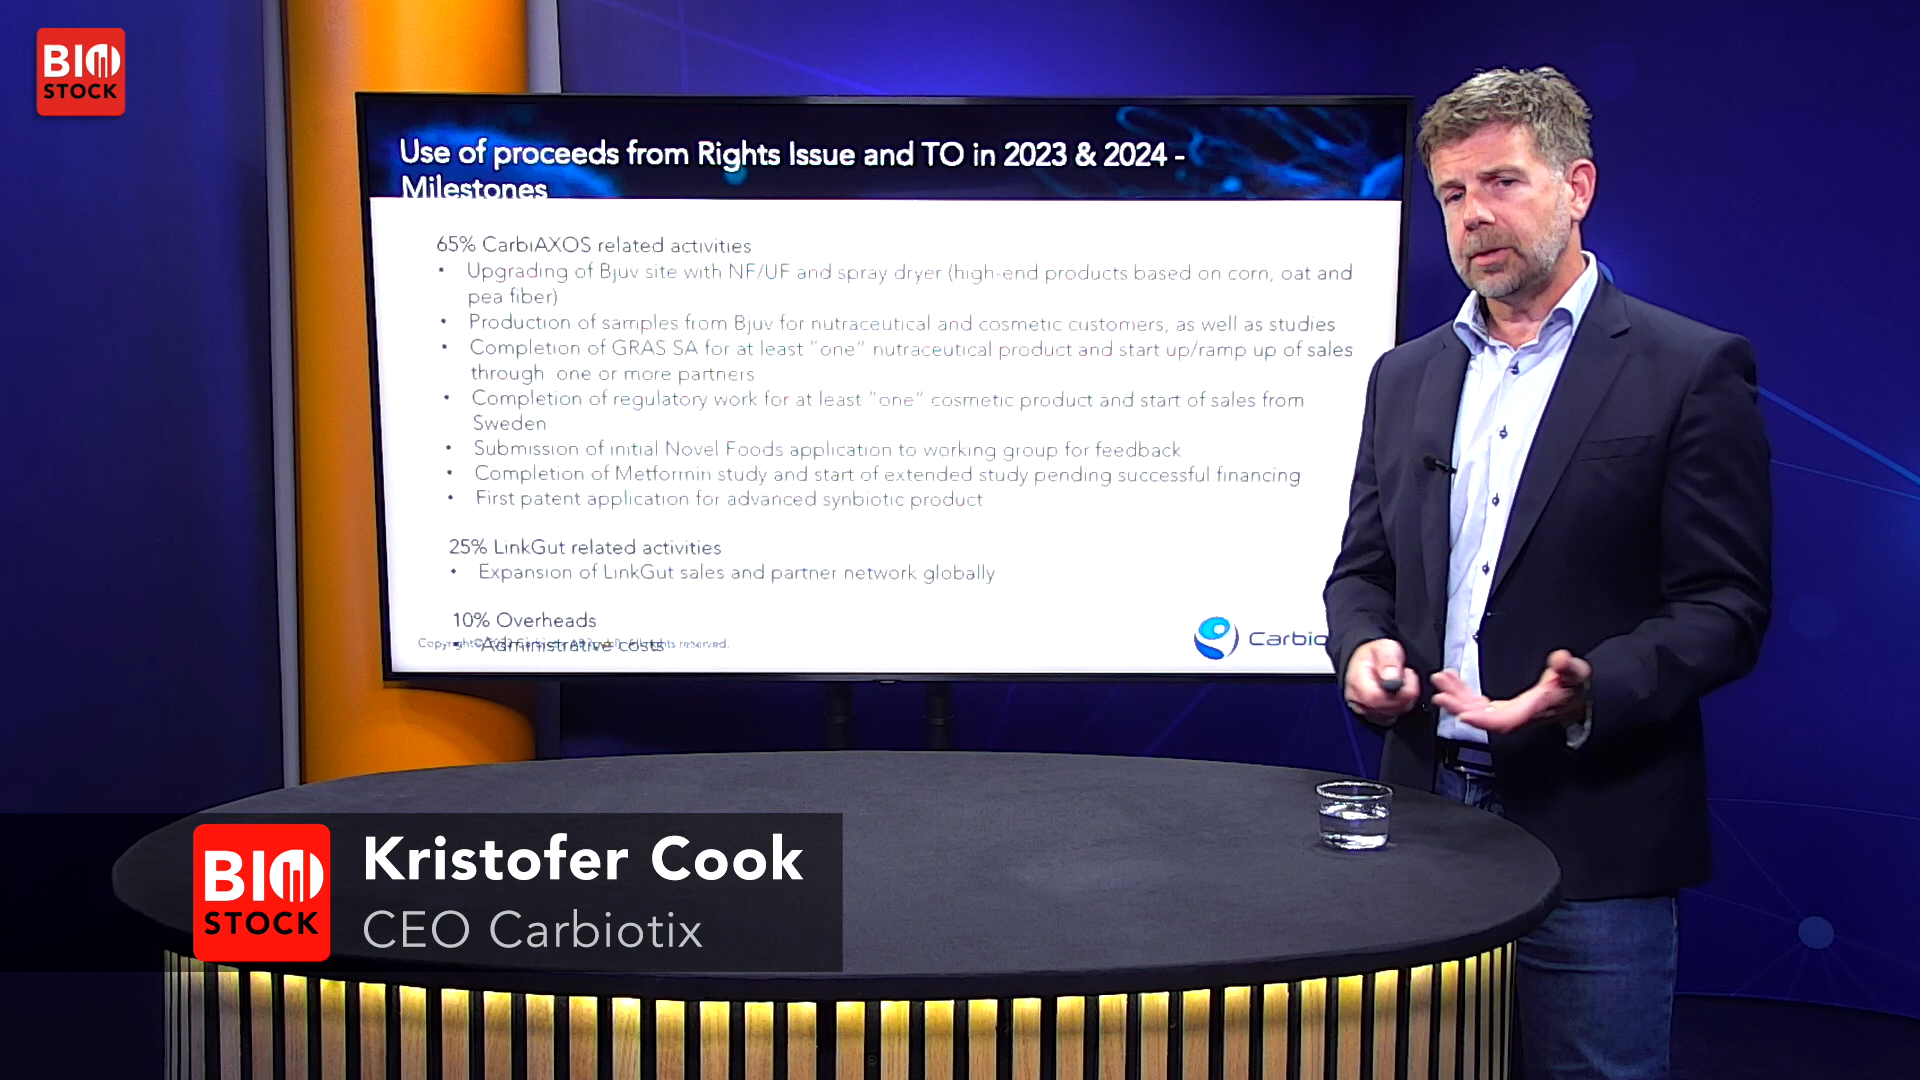 BIO
STOCK
Use of proceeds from Rights Issue and TO in 2023 & 2024 -
Milestones
65% CarbiAXOS related activities
• Upgrading of Bjuv site with NF/UF and spray dryer (high-end products based on corn, oat and
pea fiber)
• Production of samples from Bjuv for nutraceutical and cosmetic customers, as well as studies
• Completion of GRAS SA for at least "one" nutraceutical product and start up/ramp up of sales
through one or more partners
• Completion of regulatory work for at least "one" cosmetic product and start of sales from
Sweden
• Submission of initial Novel Foods application to working group for feedback
• Completion of Metformin study and start of extended study pending successful financing
• First patent application for advanced synbiotic product
25% LinkGut related activities
• Expansion of LinkGut sales and partner network globally
10% Overheads
• Administrative costs
Copyright rights reserved.
Carbio
BIO
STOCK
Kristofer Cook
CEO Carbiotix